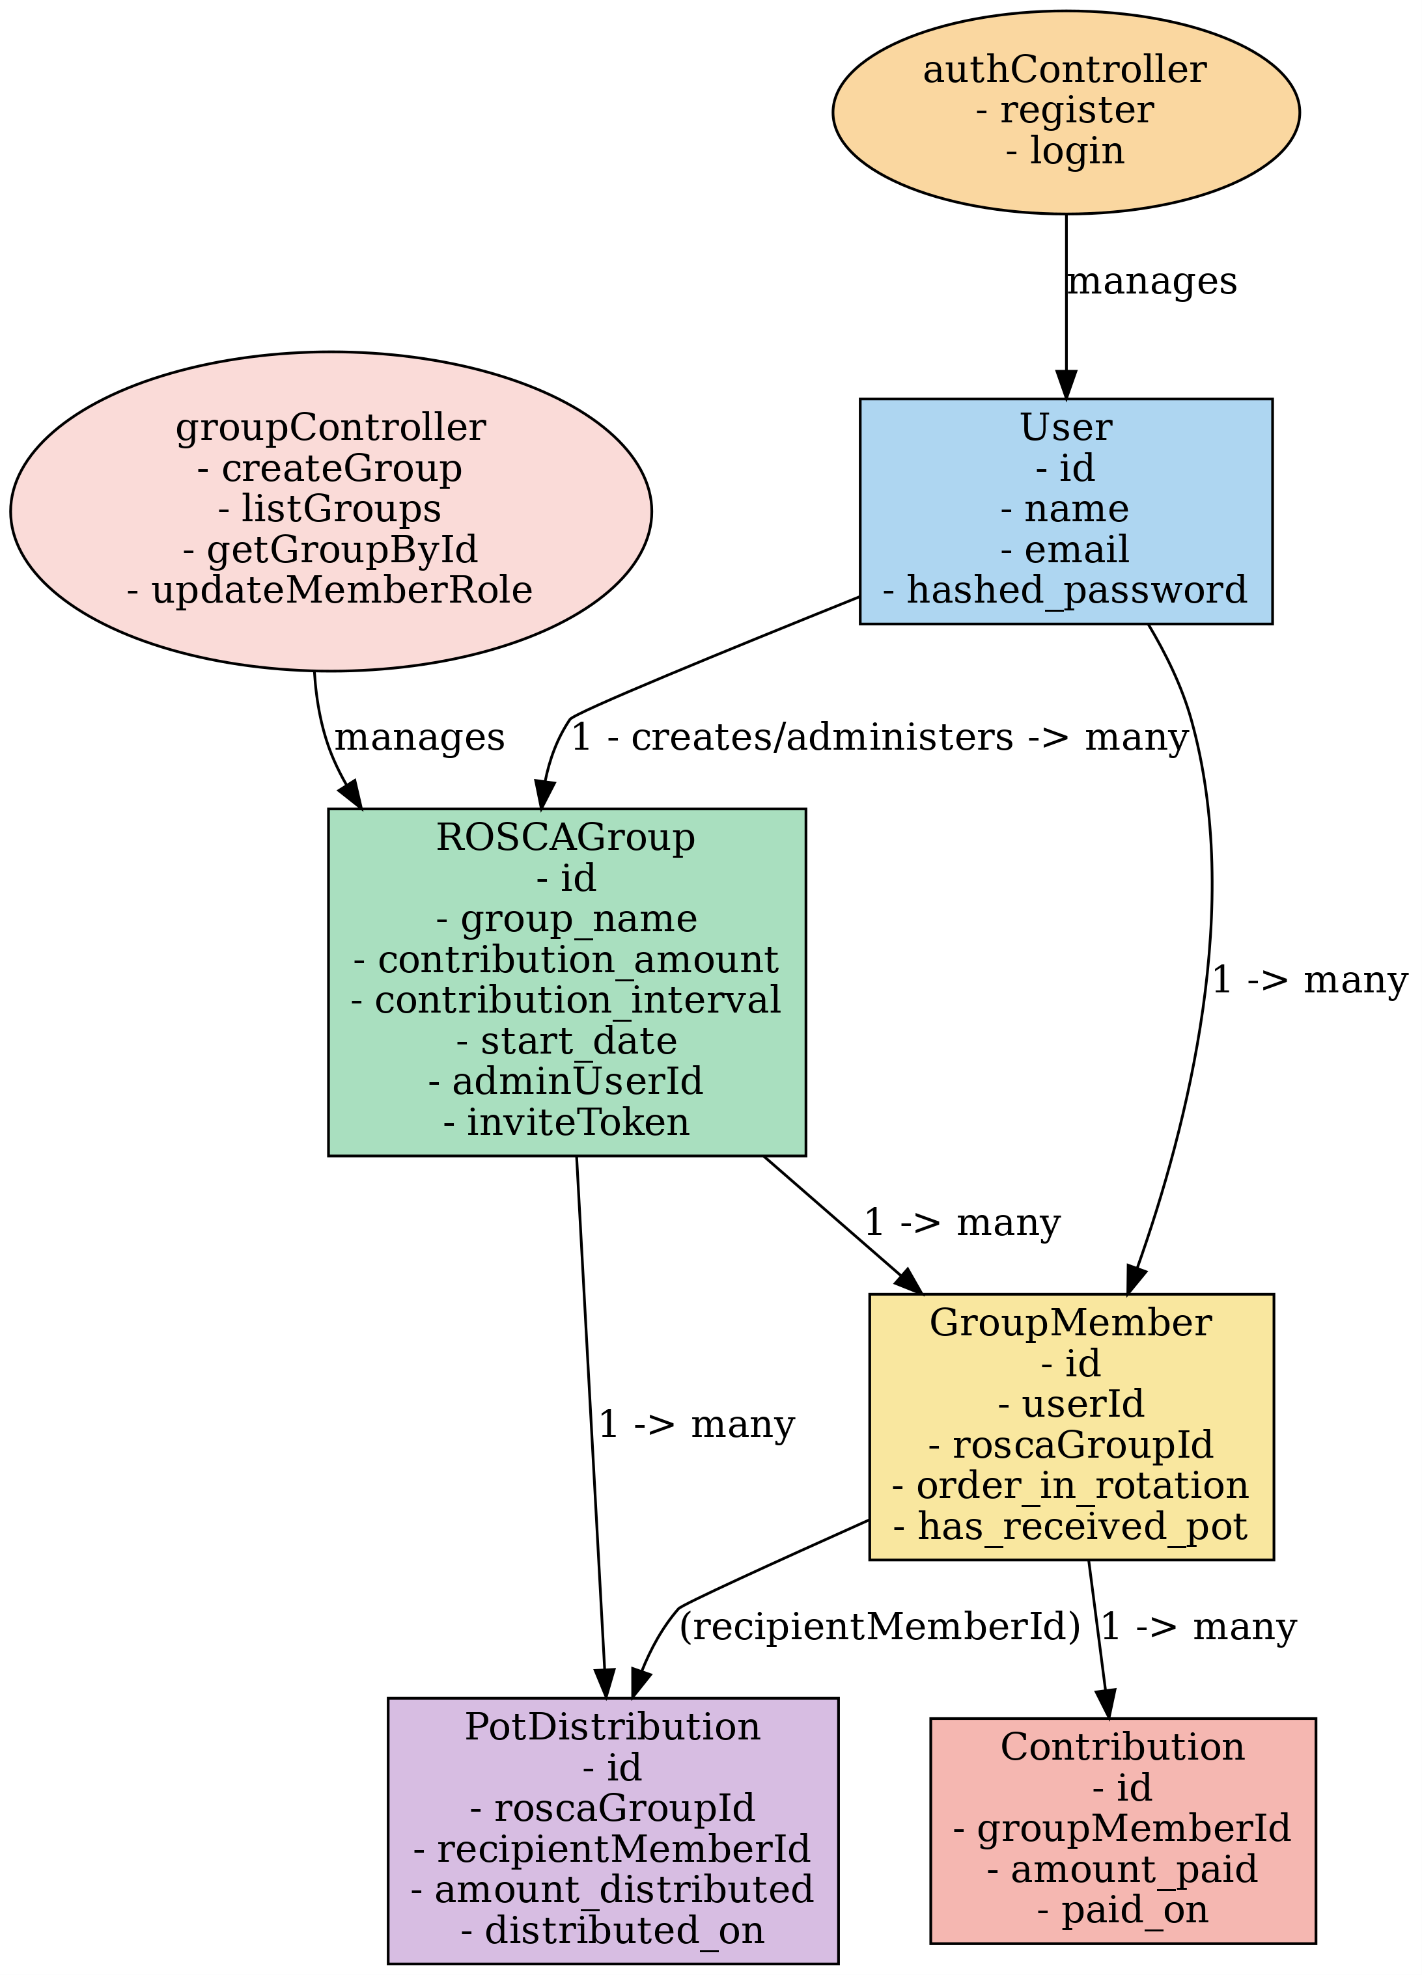 authController
- register
- login
manages
groupController
- createGroup
- listGroups
- getGroupById
- updateMemberRole
User
- id
- name
- email
- hashed_password
manages
1 - creates/administers -> many
ROSCAGroup
- id
- group_name
- contribution_amount
- contribution_interval
- start_date
- adminUserId
- inviteToken
1 -> many
1 -> many
GroupMember
- id
- userId
- roscaGroupId
- order_in_rotation
- has_received_pot
1 -> many
(recipientMemberId)
1 -> many
PotDistribution
- id
- roscaGroupId
- recipientMemberId
- amount_distributed
- distributed_on
Contribution
- id
- groupMemberId
- amount_paid
- paid_on